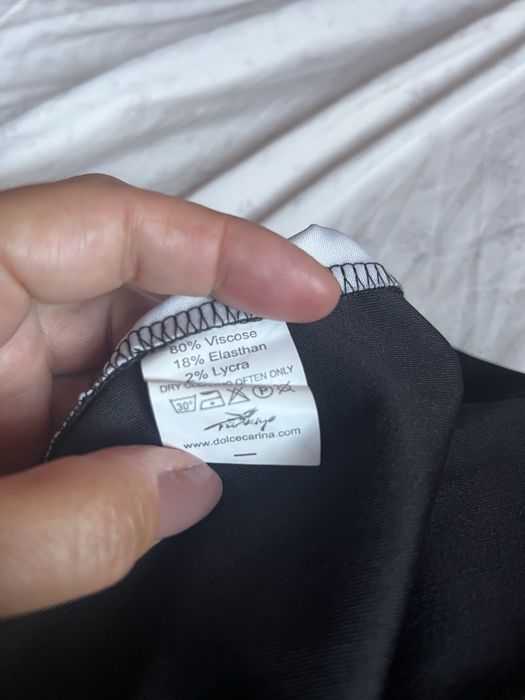 80% Viscose
18% Elasthan
2% Lycra
DRY CLEANING OFTEN ONLY
30° P
Türkiye
www.dolcecarina.com